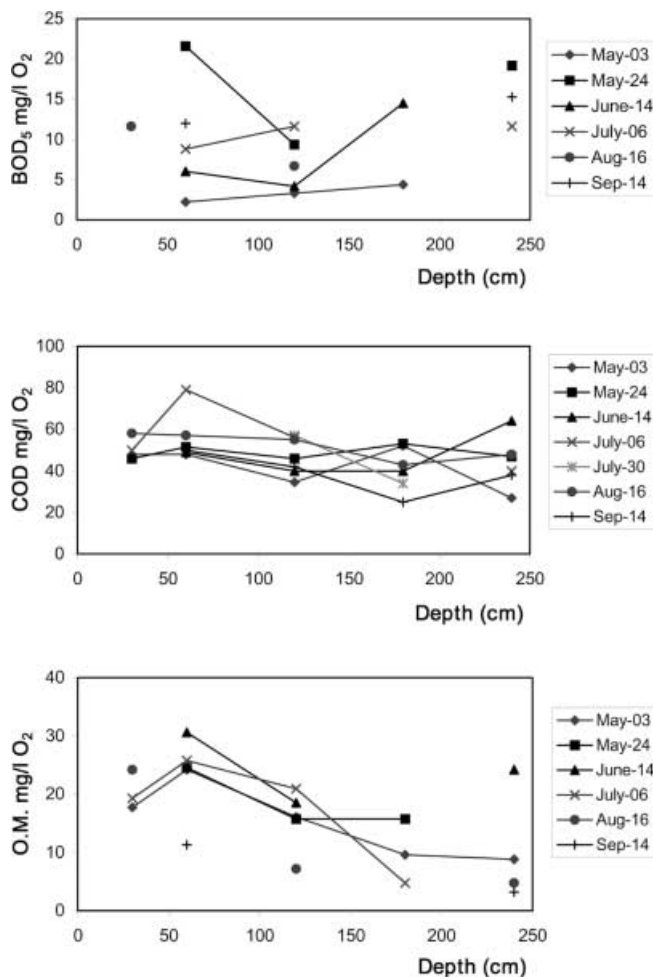 BOD5 mg/l O2
25
20
15
10
5
0
0 50 100 150 200 250
Depth (cm)
May-03
May-24
June-14
July-06
Aug-16
Sep-14
COD mg/l O2
100
80
60
40
20
0
0 50 100 150 200 250
Depth (cm)
May-03
May-24
June-14
July-06
July-30
Aug-16
Sep-14
O.M. mg/l O2
40
30
20
10
0
0 50 100 150 200 250
Depth (cm)
May-03
May-24
June-14
July-06
Aug-16
Sep-14